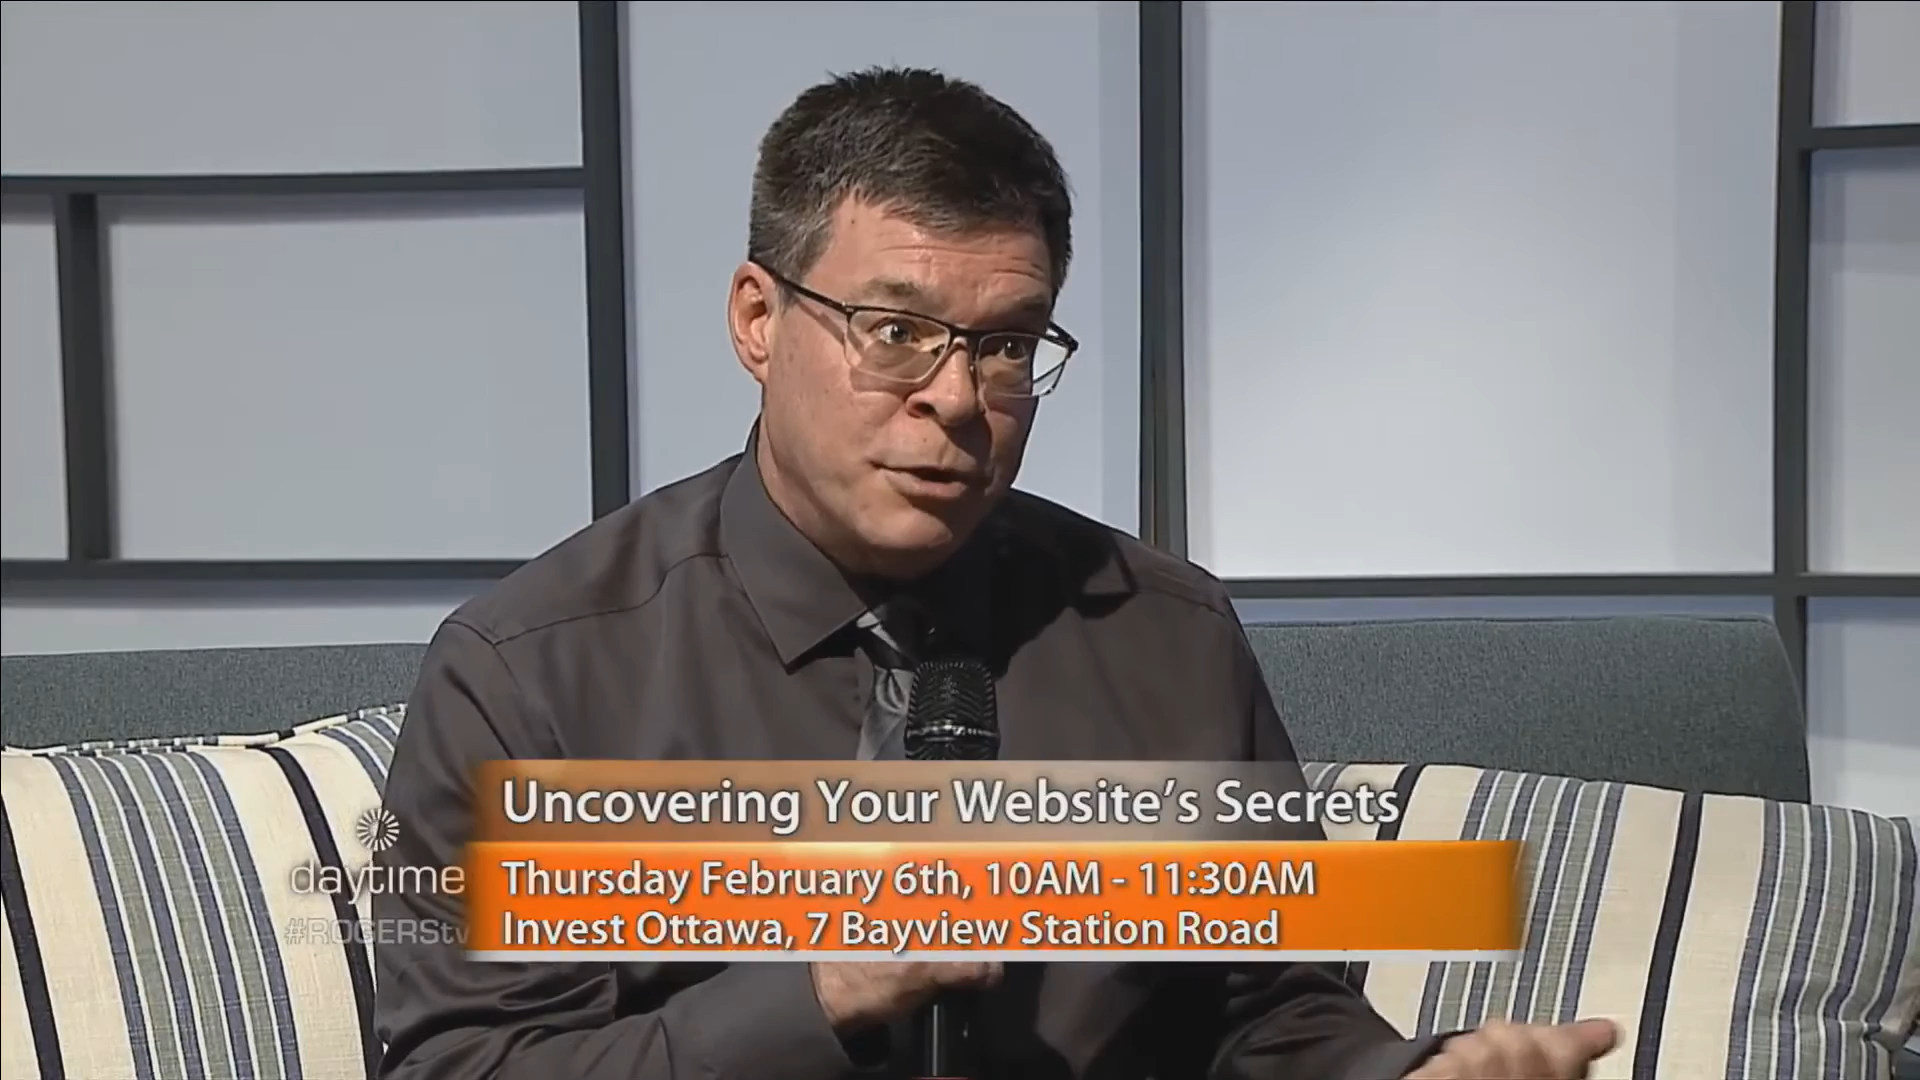 Uncovering Your Website's Secrets
Thursday February 6th, 10AM - 11:30AM
Invest Ottawa, 7 Bayview Station Road
daytime
#ROGERStv